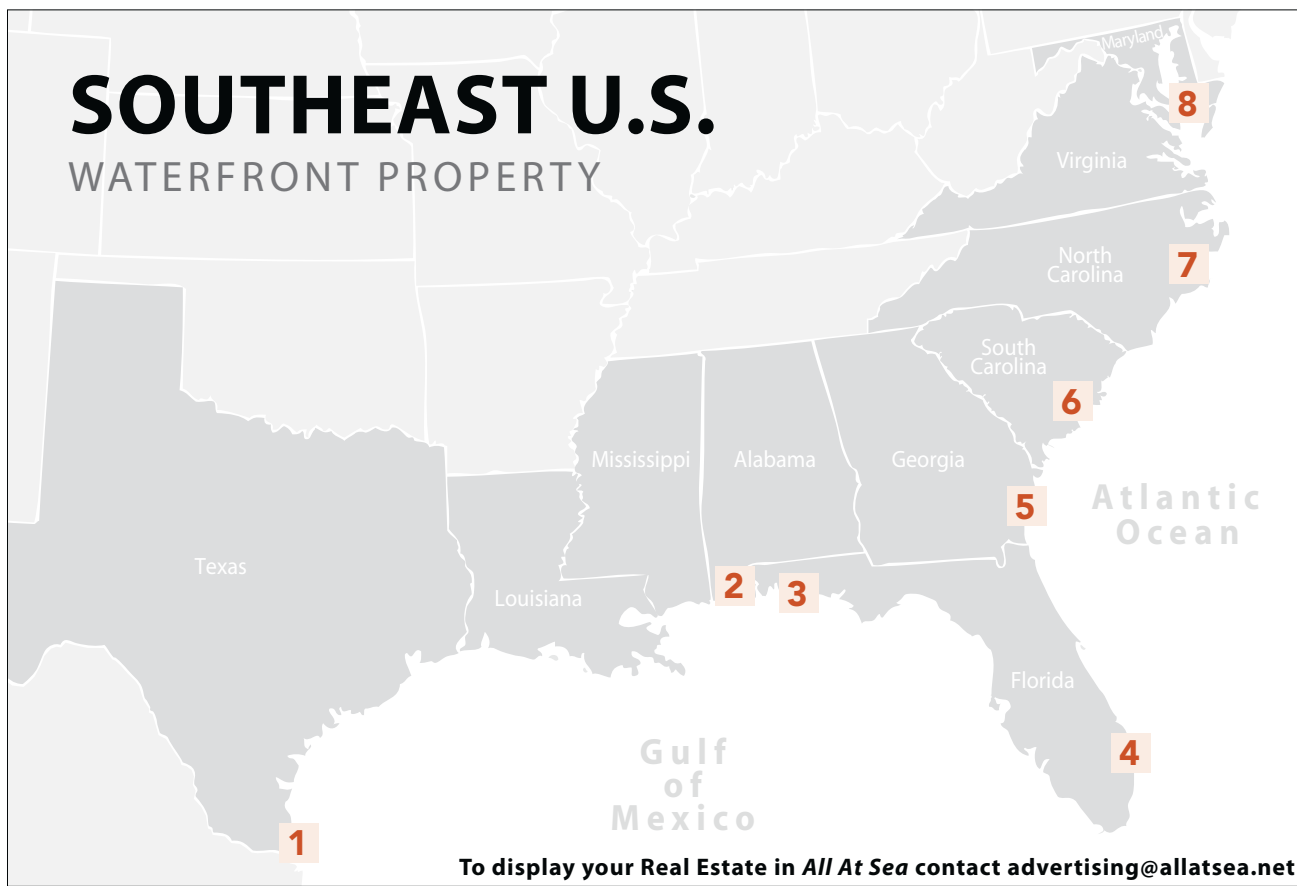 SOUTHEAST U.S.
WATERFRONT PROPERTY
Maryland
8
Virginia
North
Carolina
7
South
Carolina
6
Mississippi
Alabama
Georgia
5
Atlantic
Ocean
Texas
Louisiana
2
3
Florida
4
Gulf
of
Mexico
1
To display your Real Estate in All At Sea contact advertising@allatsea.net